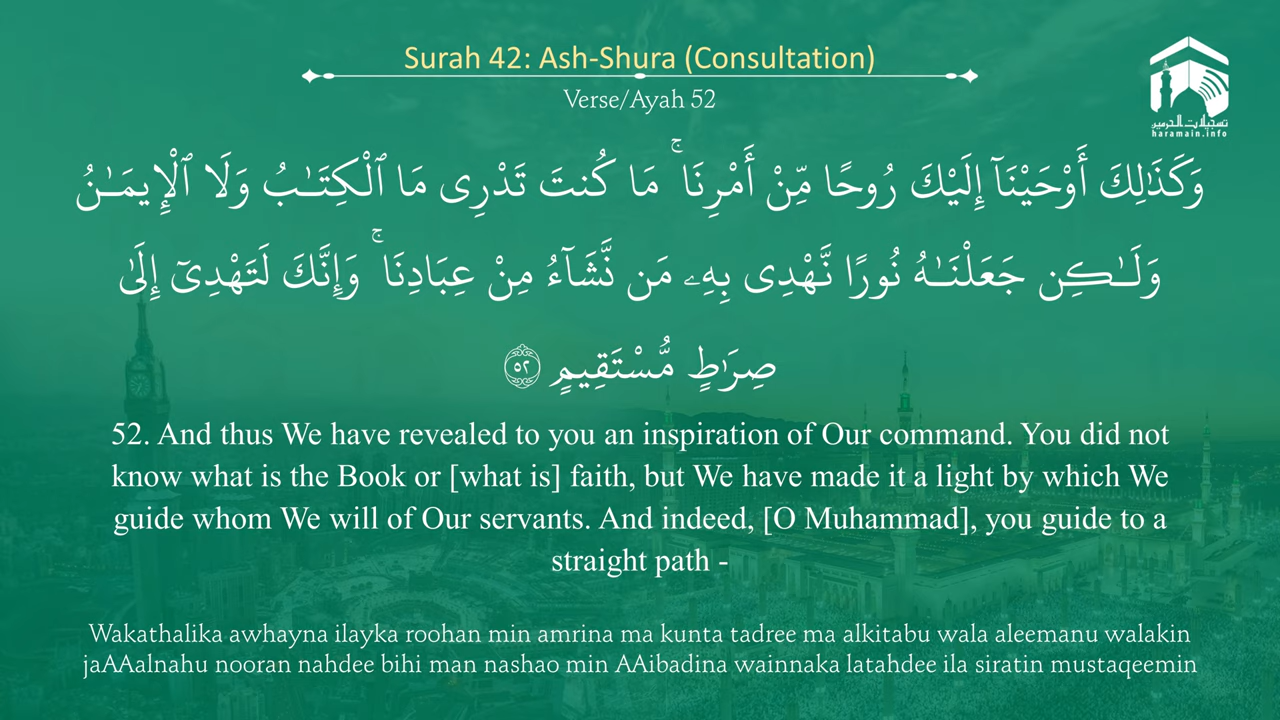 Surah 42: Ash-Shura (Consultation)
Verse/Ayah 52
تسجيلات الحرمين
haramain.info
وَكَذَٰلِكَ أَوْحَيْنَآ إِلَيْكَ رُوحًا مِّنْ أَمْرِنَا ۚ مَا كُنتَ تَدْرِى مَا ٱلْكِتَـٰبُ وَلَا ٱلْإِيمَـٰنُ
وَلَـٰكِن جَعَلْنَـٰهُ نُورًا نَّهْدِى بِهِۦ مَن نَّشَآءُ مِنْ عِبَادِنَا ۚ وَإِنَّكَ لَتَهْدِىٓ إِلَىٰ
صِرَٰطٍ مُّسْتَقِيمٍ ٥٢
52. And thus We have revealed to you an inspiration of Our command. You did not
know what is the Book or [what is] faith, but We have made it a light by which We
guide whom We will of Our servants. And indeed, [O Muhammad], you guide to a
straight path -
Wakathalika awhayna ilayka roohan min amrina ma kunta tadree ma alkitabu wala aleemanu walakin
jaAAalnahu nooran nahdee bihi man nashao min AAibadina wainnaka latahdee ila siratin mustaqeemin